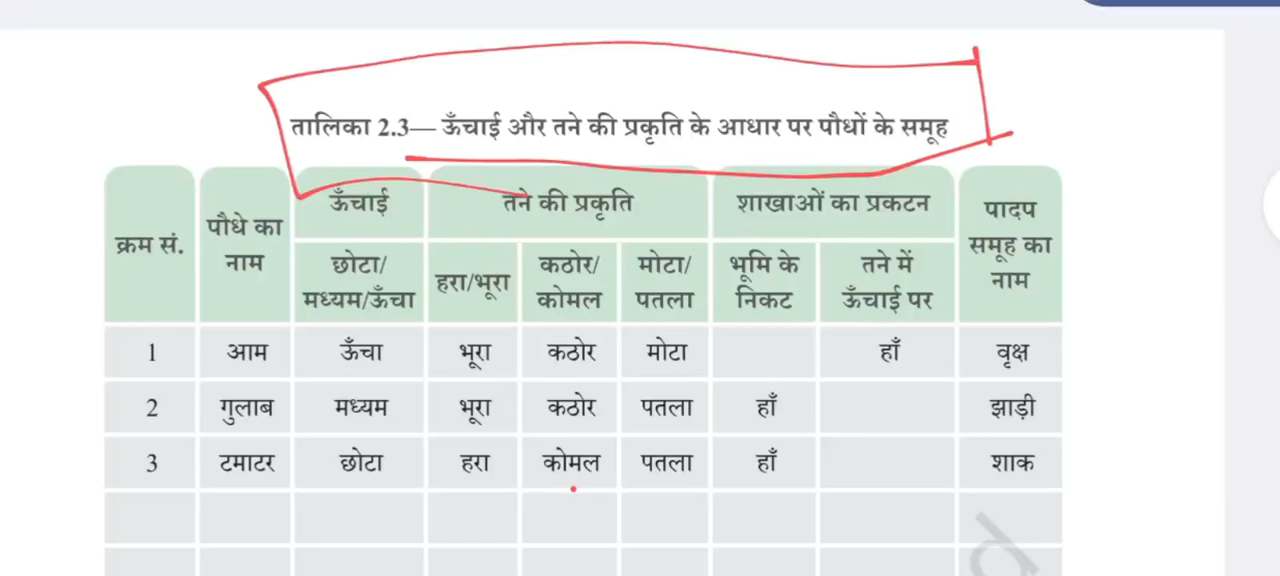 तालिका 2.3— ऊँचाई और तने की प्रकृति के आधार पर पौधों के समूह
क्रम सं. पौधे का नाम ऊँचाई तने की प्रकृति शाखाओं का प्रकटन पादप समूह का नाम
छोटा/मध्यम/ऊँचा हरा/भूरा कठोर/कोमल मोटा/पतला भूमि के निकट तने में ऊँचाई पर
1 आम ऊँचा भूरा कठोर मोटा हाँ वृक्ष
2 गुलाब मध्यम भूरा कठोर पतला हाँ झाड़ी
3 टमाटर छोटा हरा कोमल पतला हाँ शाक
d